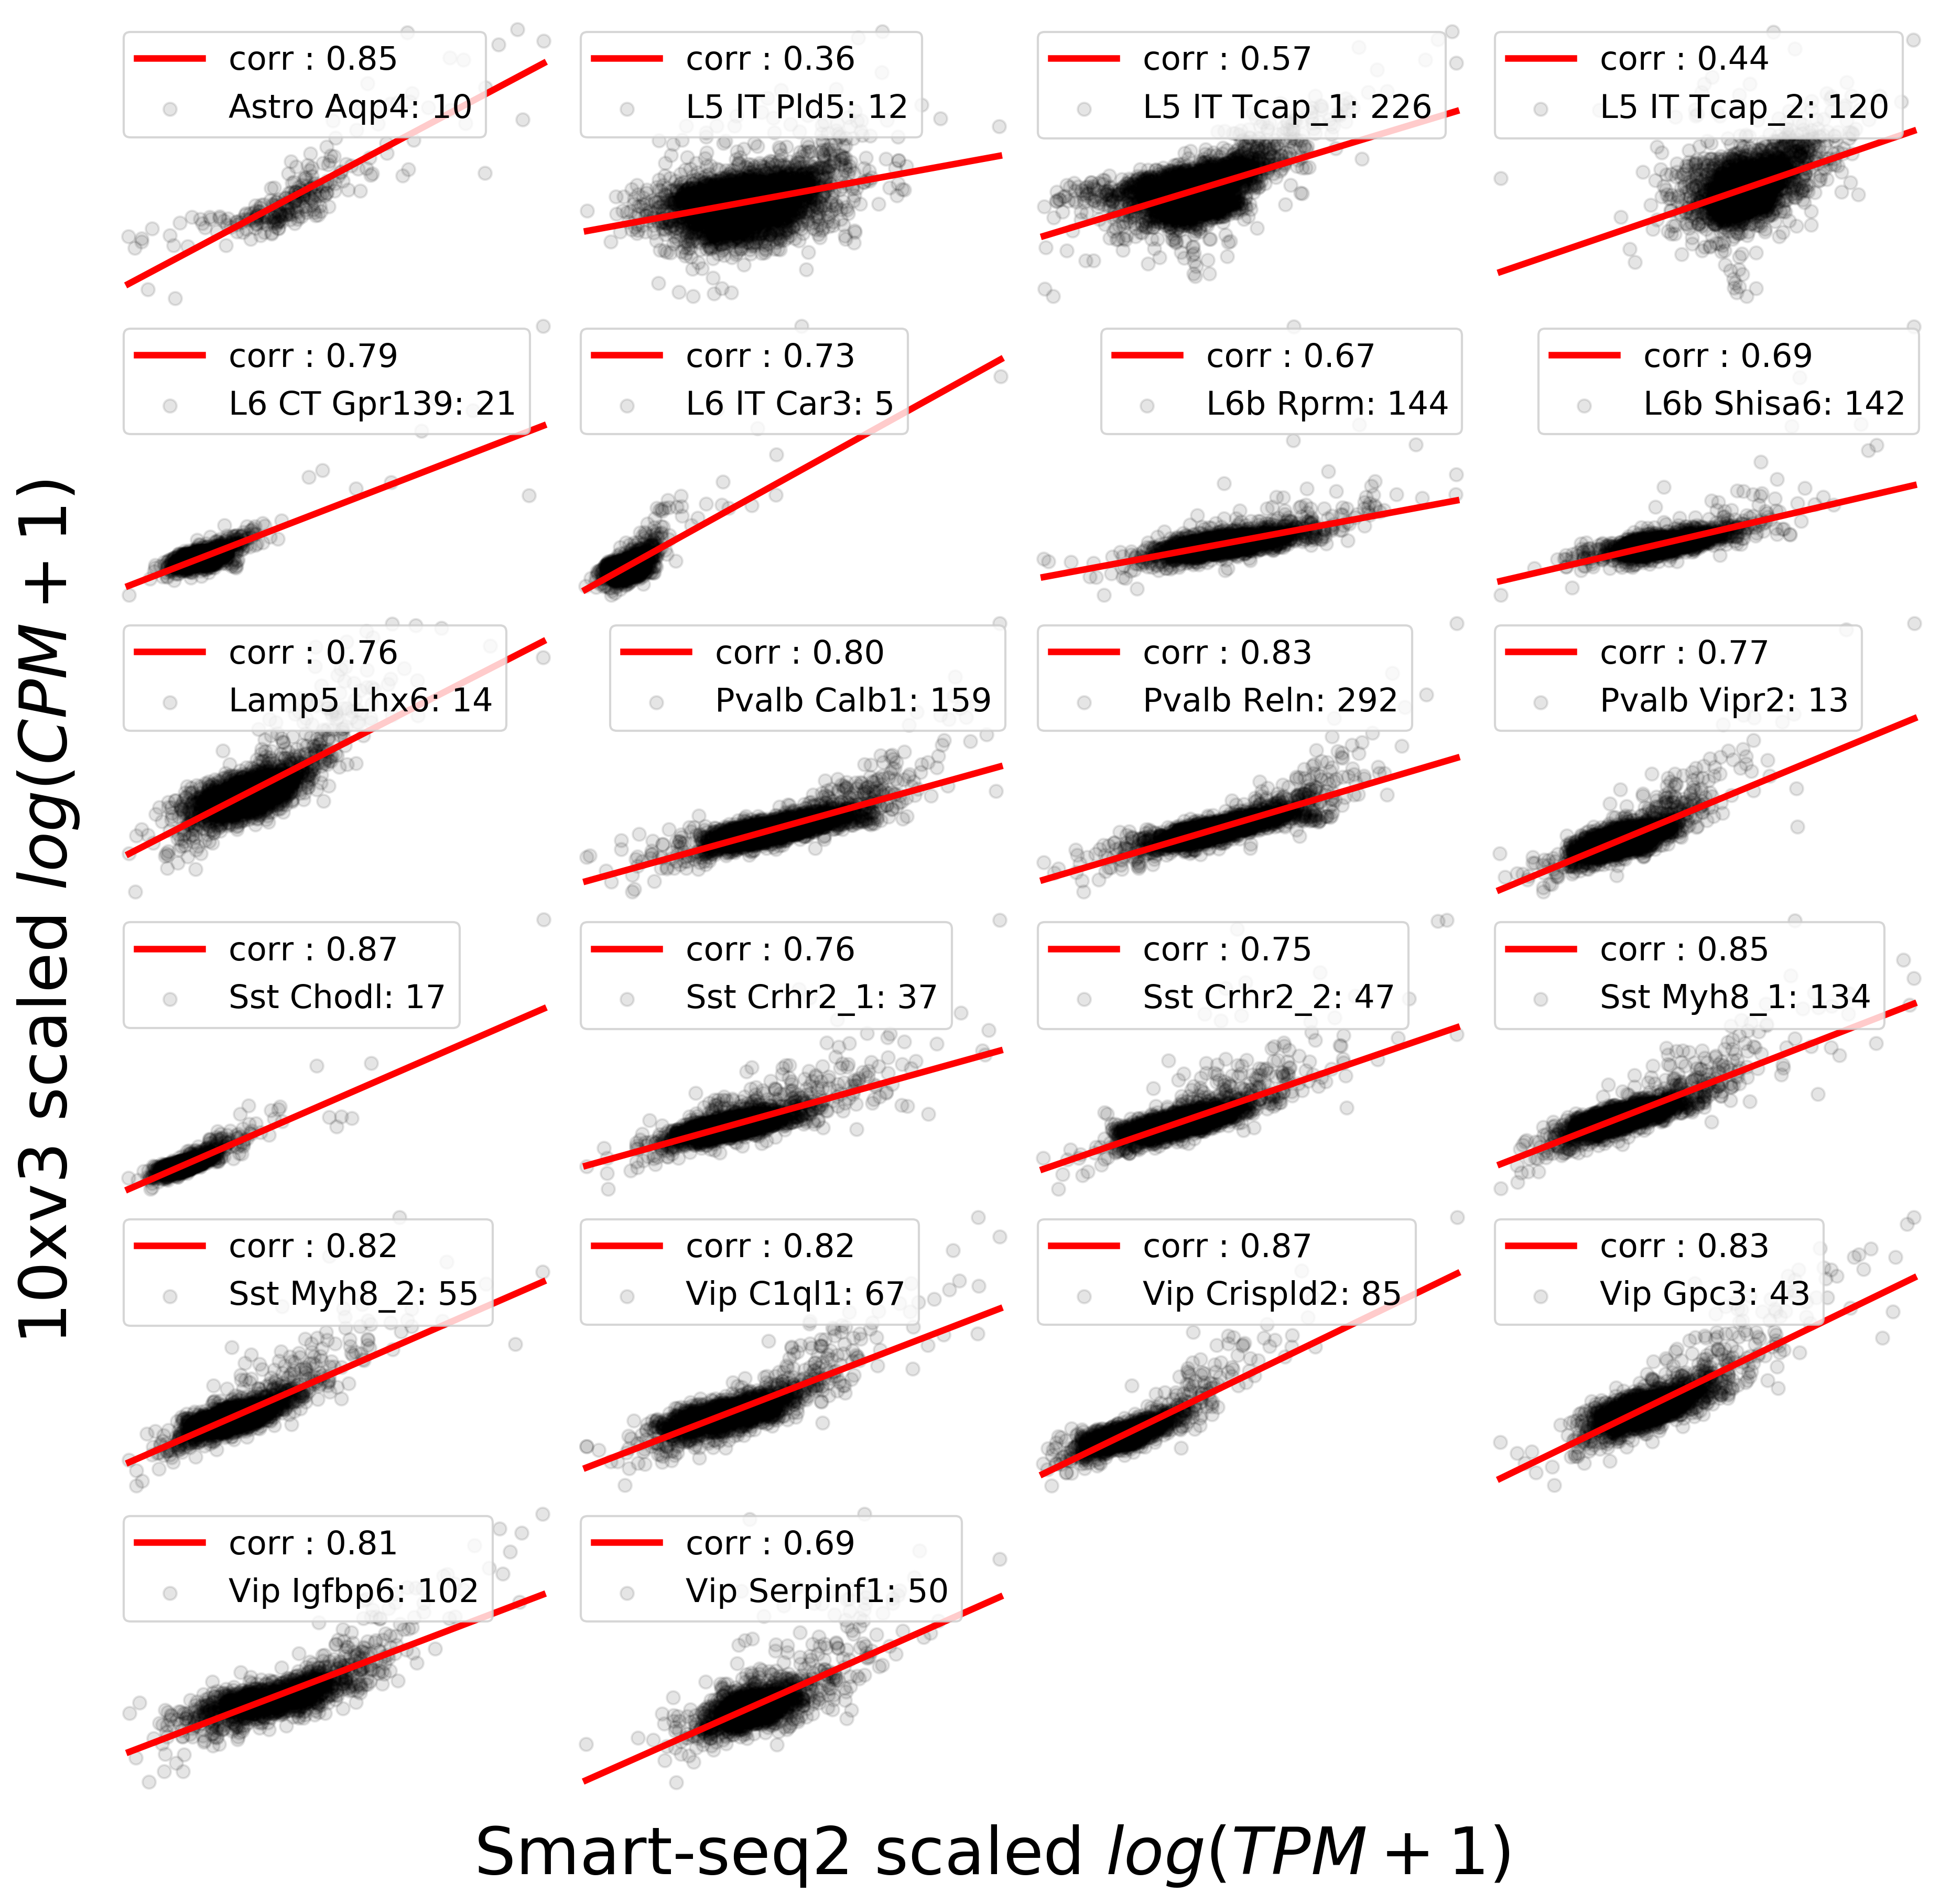 10xv3 scaled log(CPM + 1)
corr : 0.85
Astro Aqp4: 10
corr : 0.36
L5 IT Pld5: 12
corr : 0.57
L5 IT Tcap_1: 226
corr : 0.44
L5 IT Tcap_2: 120
corr : 0.79
L6 CT Gpr139: 21
corr : 0.73
L6 IT Car3: 5
corr : 0.67
L6b Rprm: 144
corr : 0.69
L6b Shisa6: 142
corr : 0.76
Lamp5 Lhx6: 14
corr : 0.80
Pvalb Calb1: 159
corr : 0.83
Pvalb Reln: 292
corr : 0.77
Pvalb Vipr2: 13
corr : 0.87
Sst Chodl: 17
corr : 0.76
Sst Crhr2_1: 37
corr : 0.75
Sst Crhr2_2: 47
corr : 0.85
Sst Myh8_1: 134
corr : 0.82
Sst Myh8_2: 55
corr : 0.82
Vip C1ql1: 67
corr : 0.87
Vip Crispld2: 85
corr : 0.83
Vip Gpc3: 43
corr : 0.81
Vip Igfbp6: 102
corr : 0.69
Vip Serpinf1: 50
Smart-seq2 scaled log(TPM + 1)